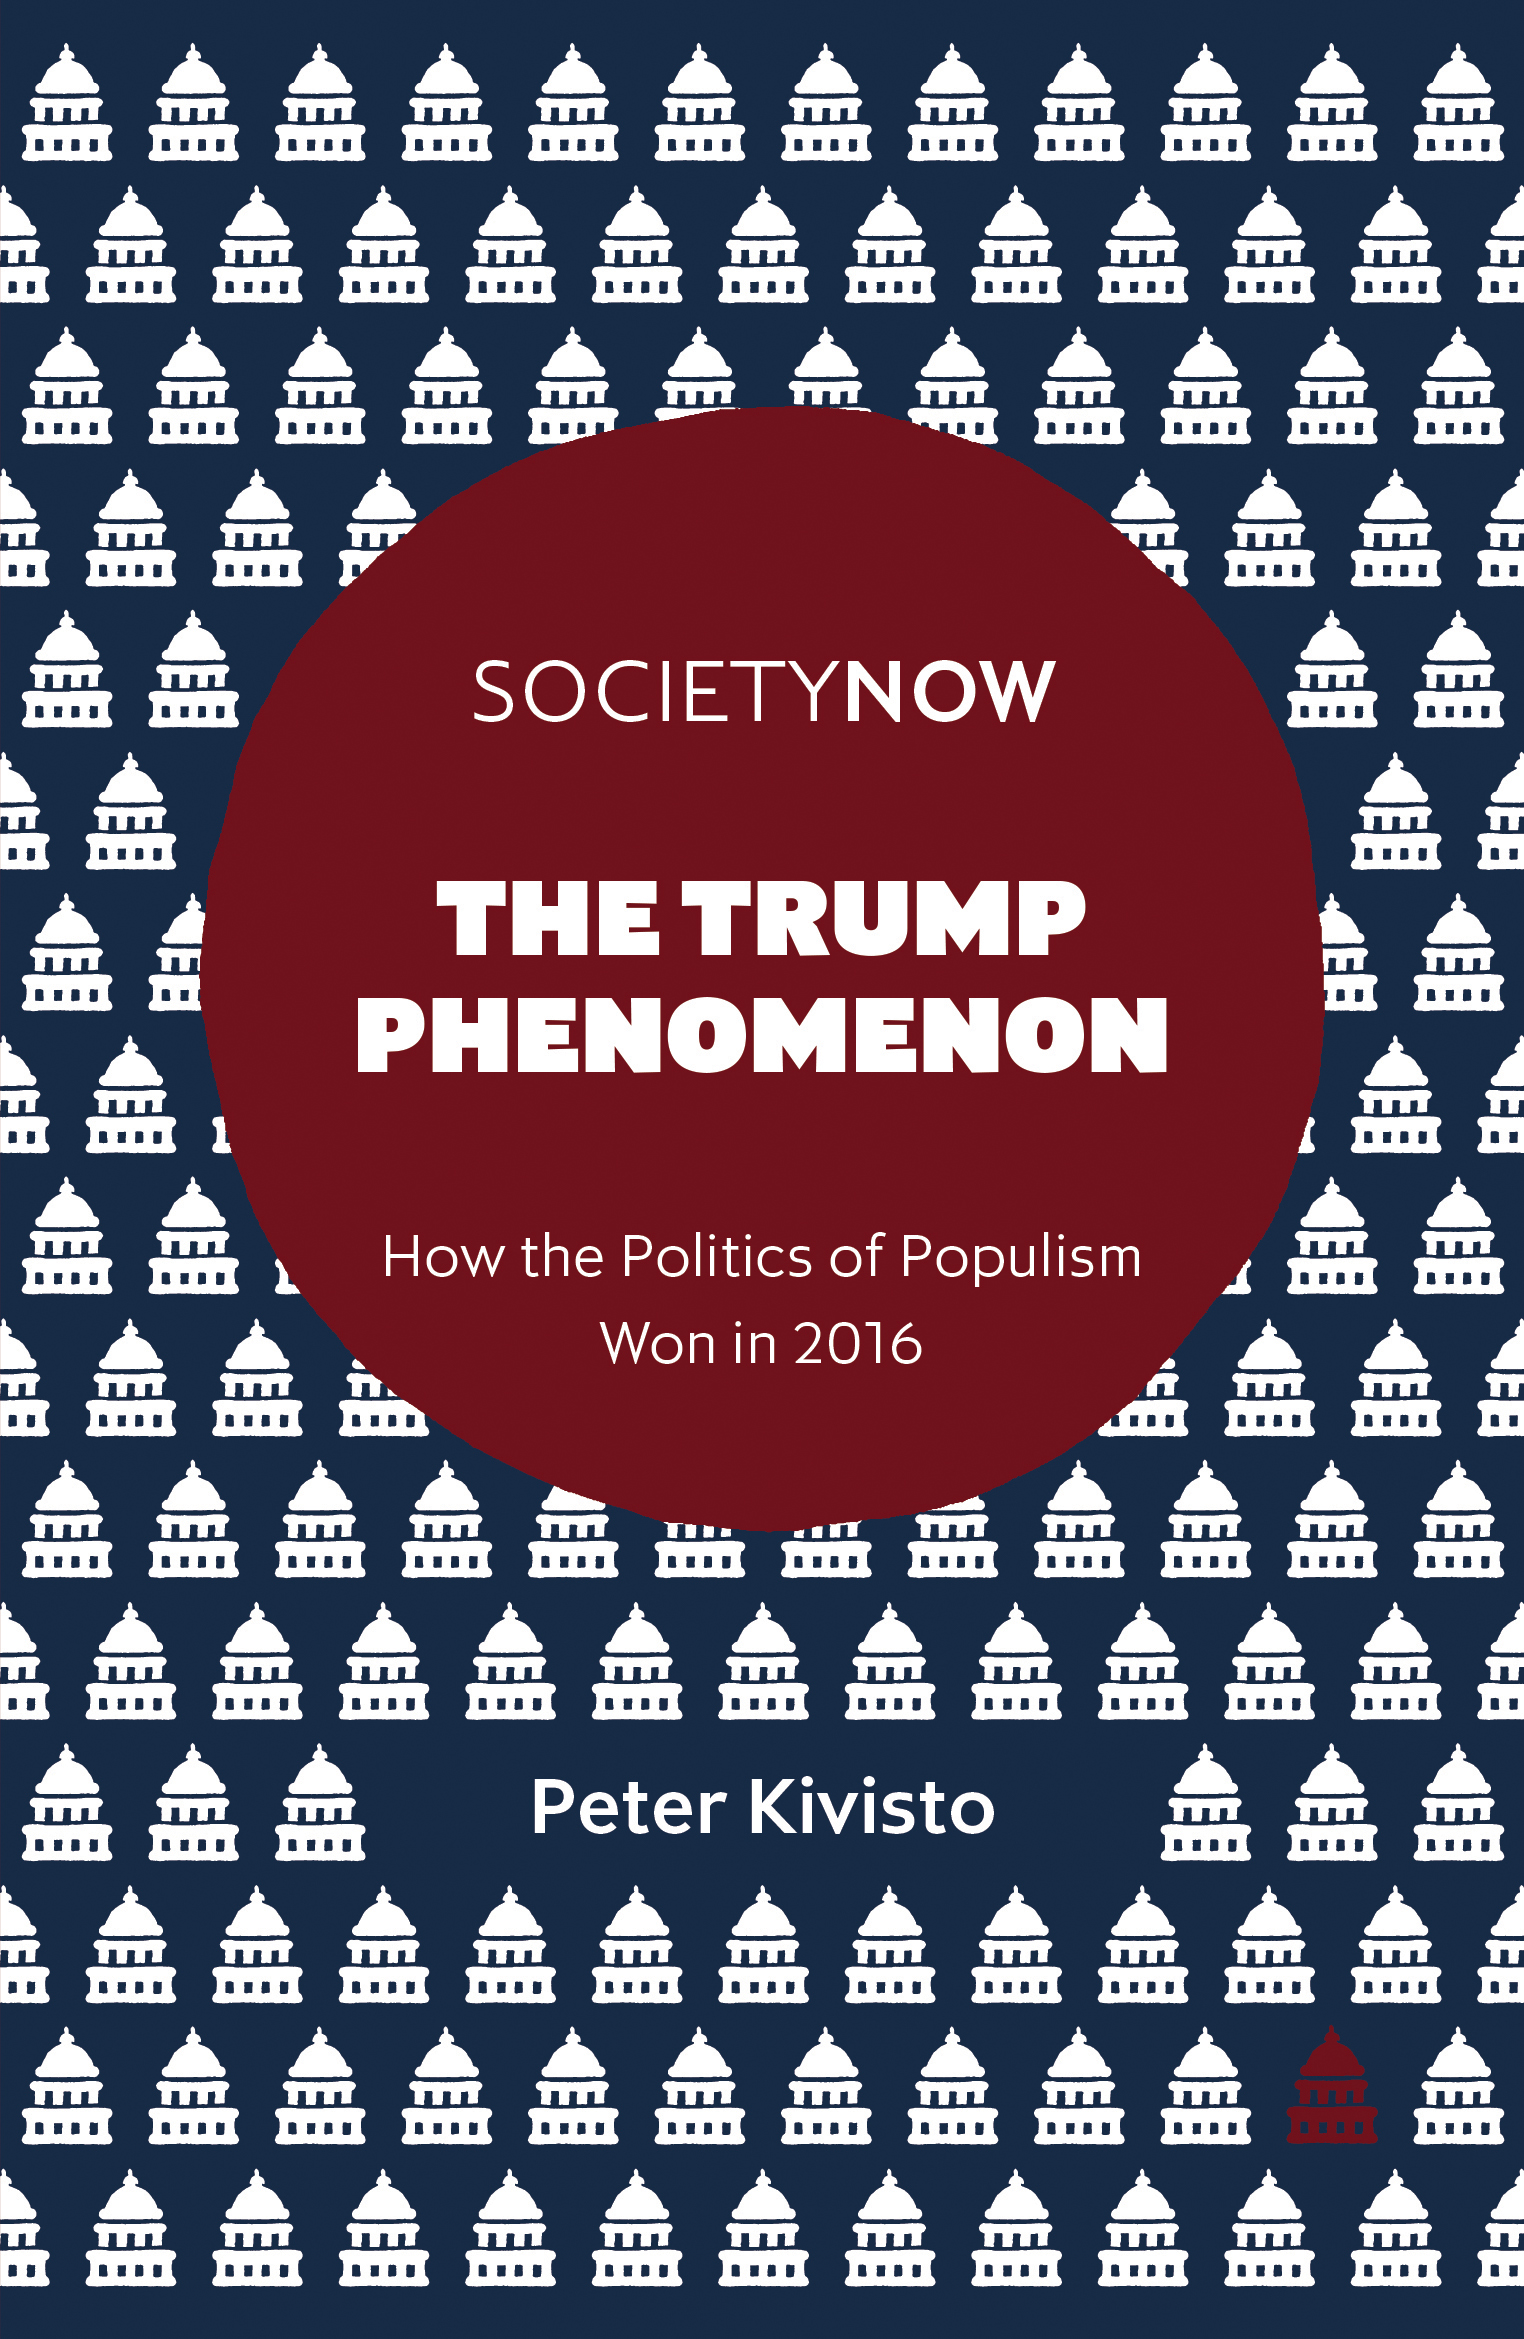 SOCIETYNOW
THE TRUMP
PHENOMENON
How the Politics of Populism
Won in 2016
Peter Kivisto